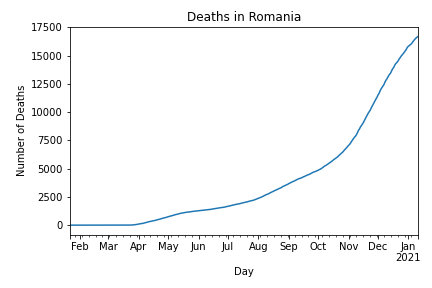 Deaths in Romania
17500
15000
12500
10000
7500
5000
2500
0
Number of Deaths
Feb Mar Apr May Jun Jul Aug Sep Oct Nov Dec Jan
2021
Day